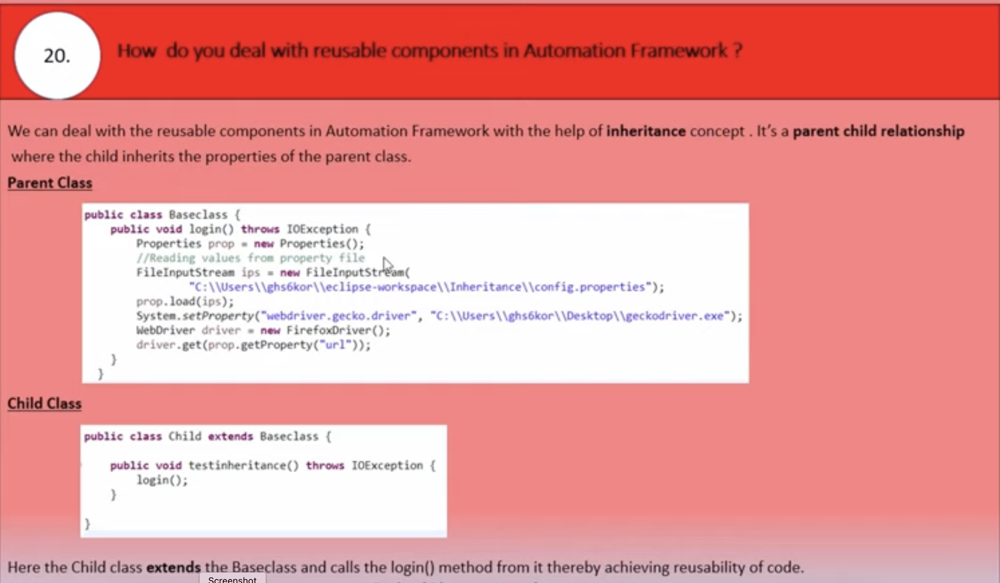 20.
How do you deal with reusable components in Automation Framework ?
We can deal with the reusable components in Automation Framework with the help of inheritance concept . It's a parent child relationship
where the child inherits the properties of the parent class.
Parent Class
public class Baseclass {
public void login() throws IOException {
Properties prop = new Properties();
//Reading values from property file
FileInputStream ips = new FileInputStream(
"C:\\Users\\ghs6kor\\eclipse-workspace\\Inheritance\\config.properties");
prop.load(ips);
System.setProperty("webdriver.gecko.driver", "C:\\Users\\ghs6kor\\Desktop\\geckodriver.exe");
WebDriver driver = new FirefoxDriver();
driver.get(prop.getProperty("url"));
}
}
Child Class
public class Child extends Baseclass {
public void testinheritance() throws IOException {
login();
}
}
Here the Child class extends the Baseclass and calls the login() method from it thereby achieving reusability of code.
Screenshot